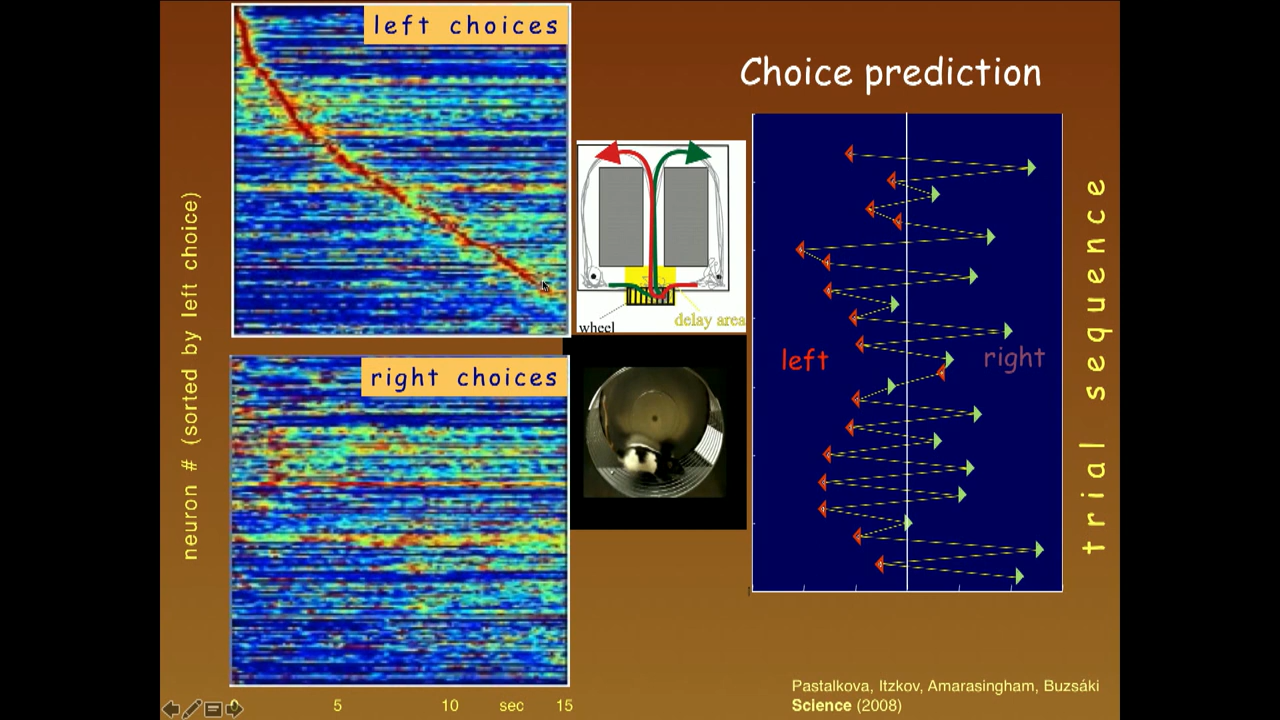 left choices
Choice prediction
neuron # (sorted by left choice)
wheel
delay area
right choices
left
right
trial sequence
5 10 sec 15
Pastalkova, Itzkov, Amarasingham, Buzsáki
Science (2008)